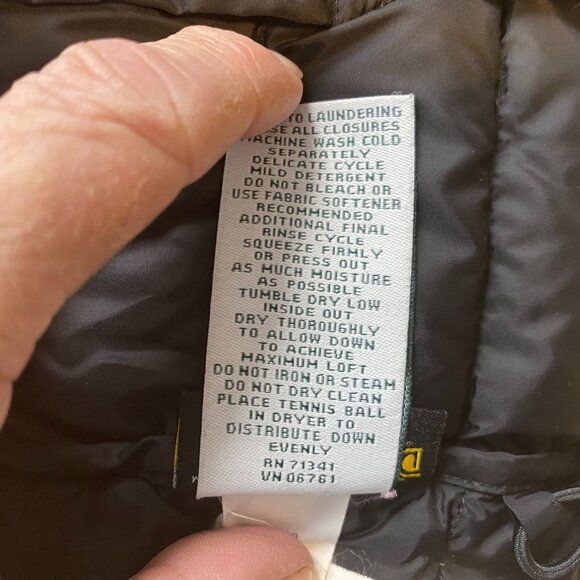 TO LAUNDERING
ALL CLOSURES
MACHINE WASH COLD
SEPARATELY
DELICATE CYCLE
MILD DETERGENT
DO NOT BLEACH OR
USE FABRIC SOFTENER
RECOMMENDED
ADDITIONAL FINAL
RINSE CYCLE
SQUEEZE FIRMLY
OR PRESS OUT
AS MUCH MOISTURE
AS POSSIBLE
TUMBLE DRY LOW
INSIDE OUT
DRY THOROUGHLY
TO ALLOW DOWN
TO ACHIEVE
MAXIMUM LOFT
DO NOT IRON OR STEAM
DO NOT DRY CLEAN
PLACE TENNIS BALL
IN DRYER TO
DISTRIBUTE DOWN
EVENLY
RN 71341
VN 06761